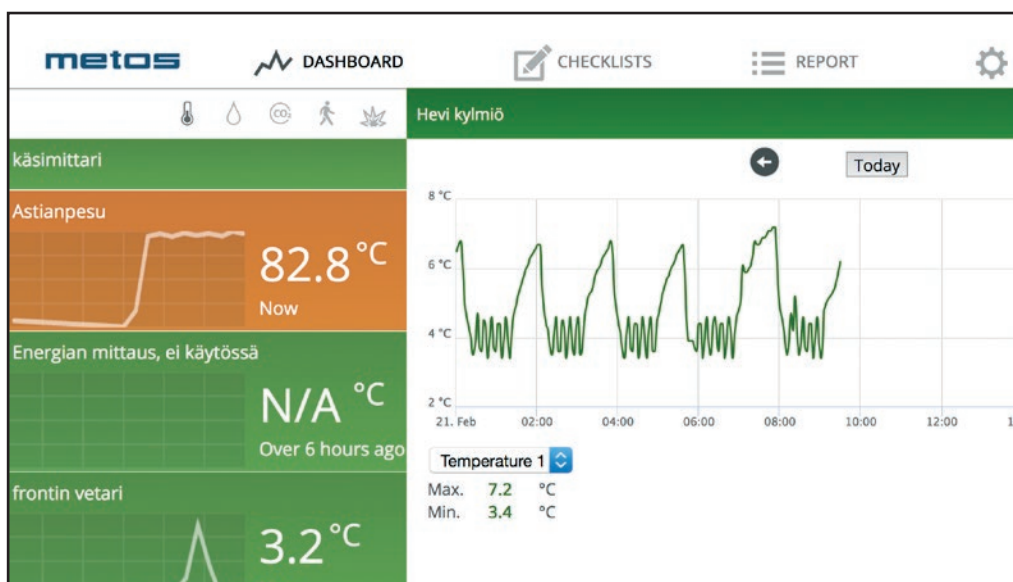 metos
DASHBOARD
CHECKLISTS
REPORT
CO₂
käsimittari
Astianpesu
82.8 °C
Now
Energian mittaus, ei käytössä
N/A °C
Over 6 hours ago
frontin vetari
3.2 °C
Hevi kylmiö
Today
8 °C
6 °C
4 °C
2 °C
21. Feb 02:00 04:00 06:00 08:00 10:00 12:00 1
Temperature 1
Max. 7.2 °C
Min. 3.4 °C